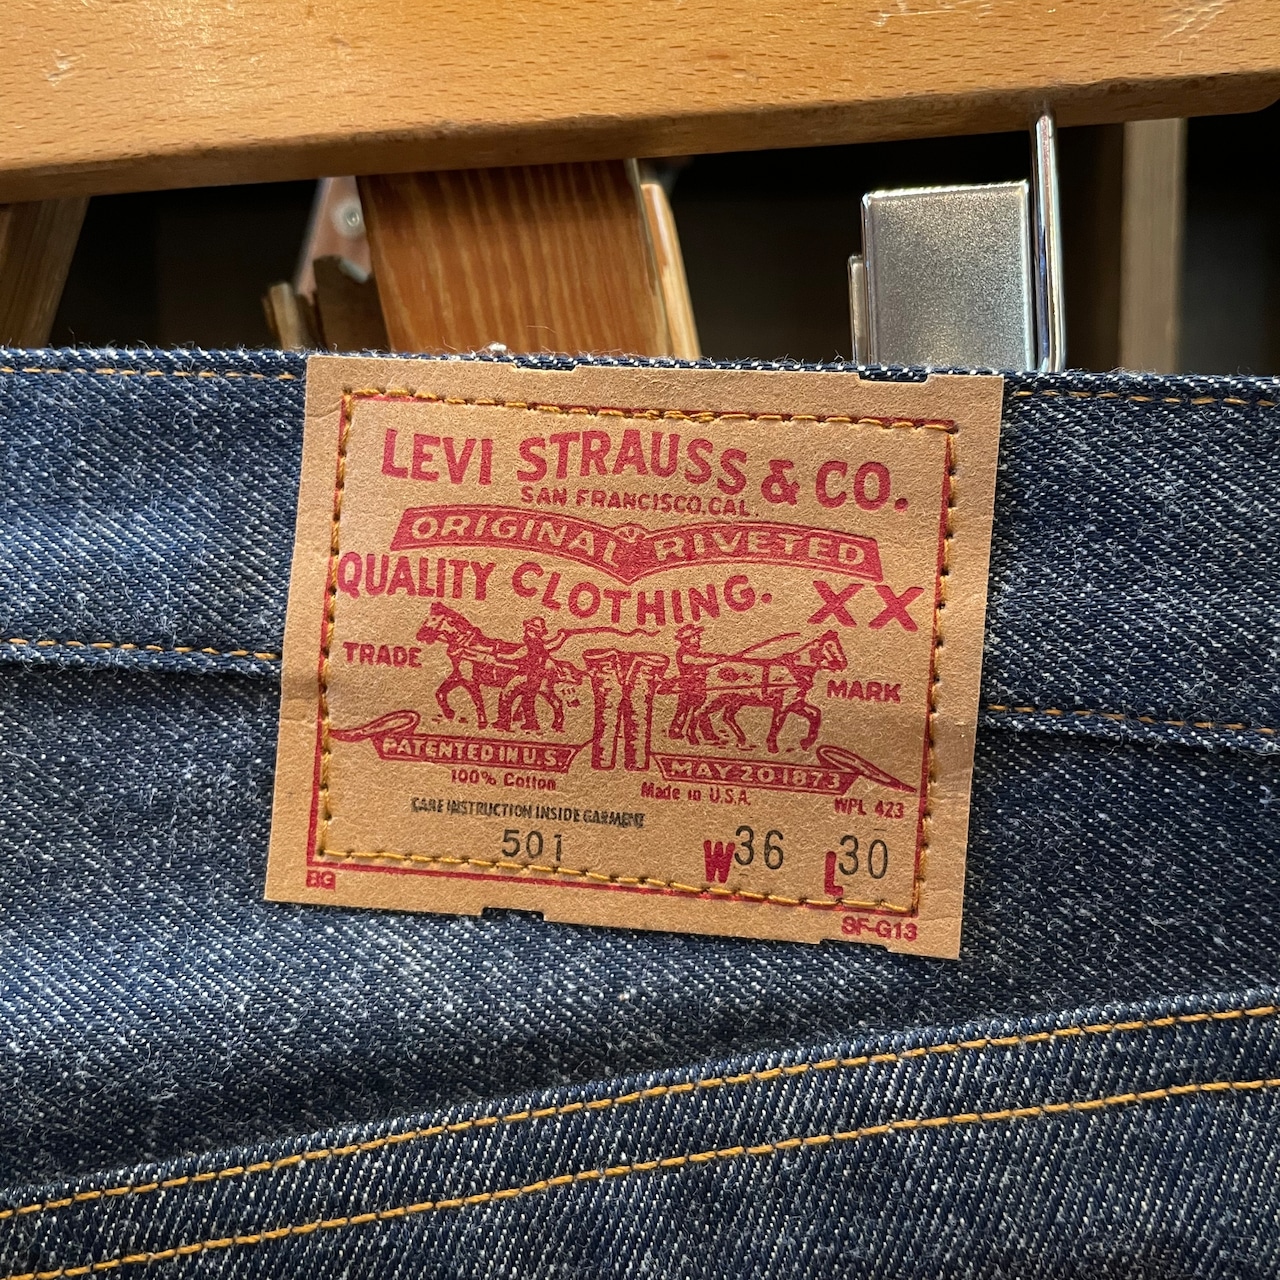 LEVI STRAUSS & CO.
SAN FRANCISCO, CAL.
ORIGINAL RIVETED
QUALITY CLOTHING. XX
TRADE MARK
PATENTED IN U.S. MAY 20 1873
100% Cotton Made in U.S.A. WPL 423
CARE INSTRUCTION INSIDE GARMENT
501 W36 L30
BG SF-G13